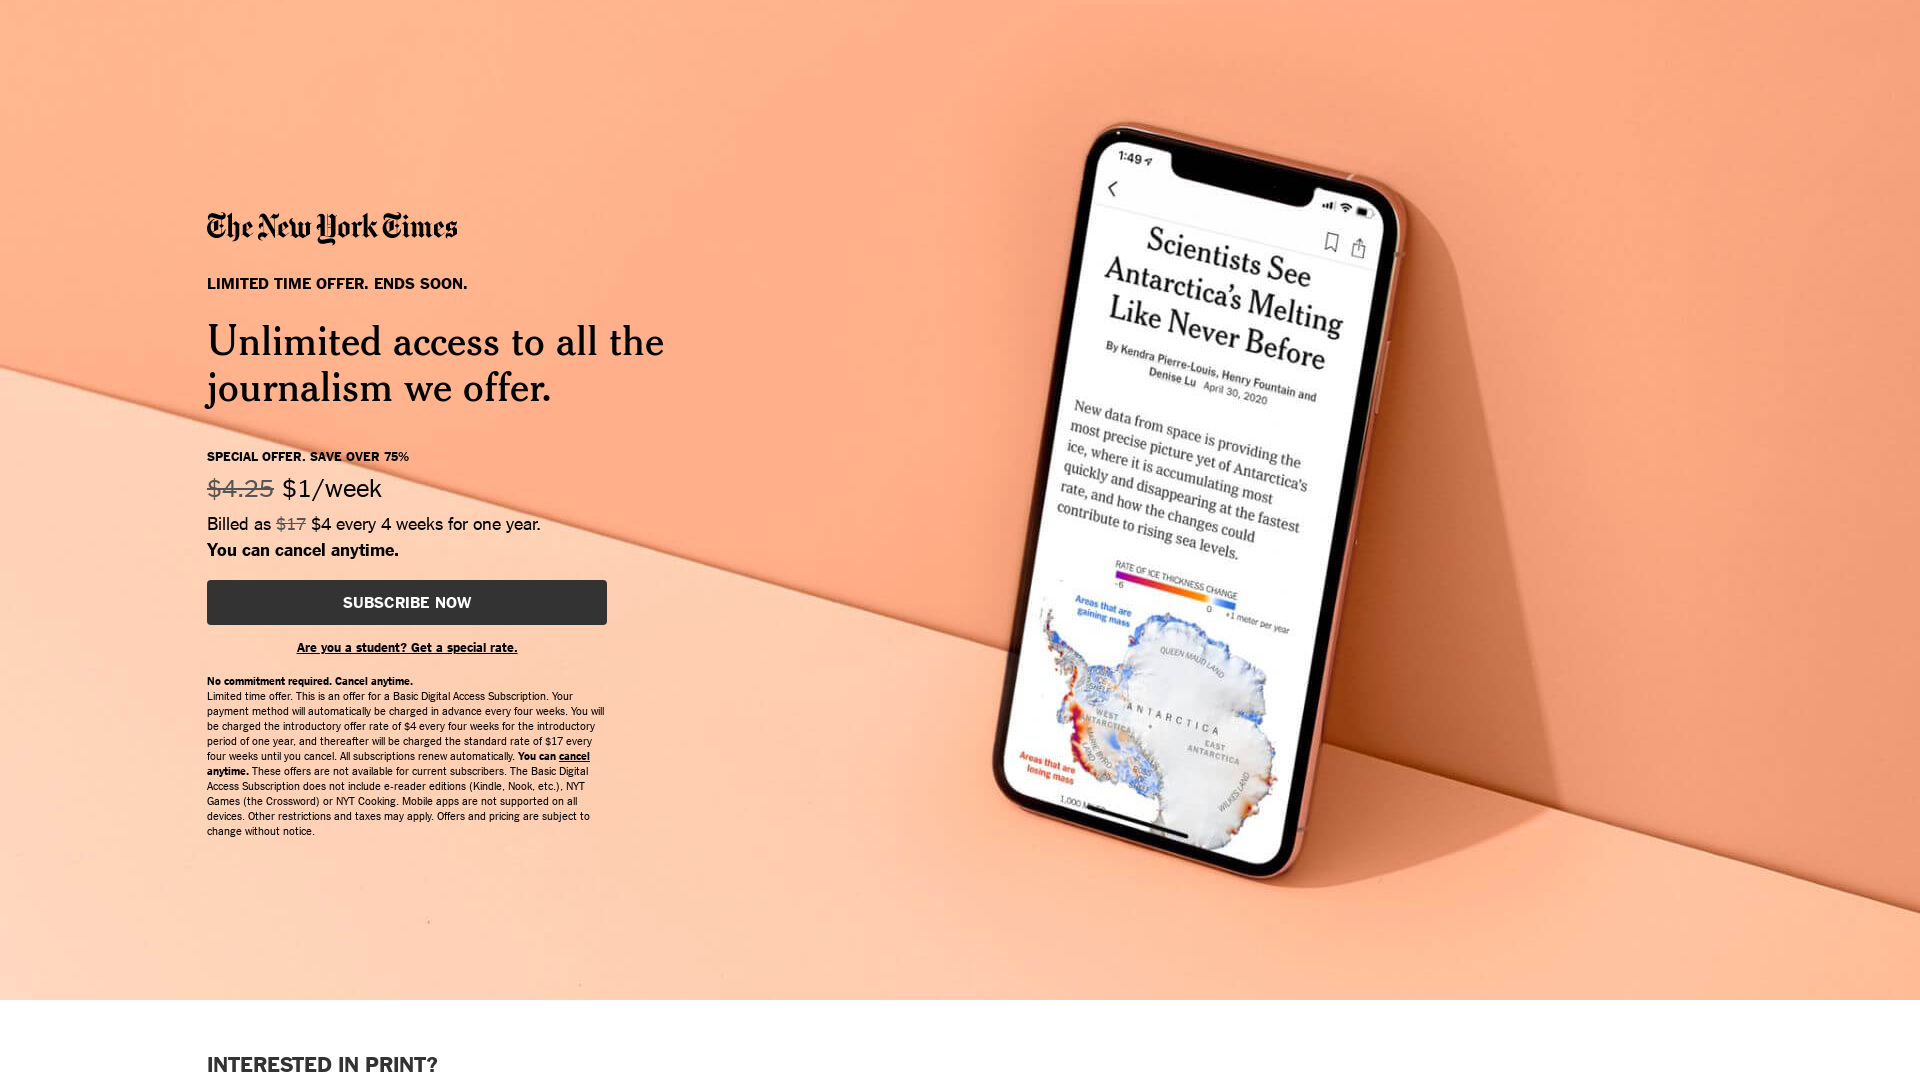 The New York Times
LIMITED TIME OFFER. ENDS SOON.
Unlimited access to all the
journalism we offer.
SPECIAL OFFER. SAVE OVER 75%
$4.25 $1/week
Billed as $17 $4 every 4 weeks for one year.
You can cancel anytime.
SUBSCRIBE NOW
Are you a student? Get a special rate.
No commitment required. Cancel anytime.
Limited time offer. This is an offer for a Basic Digital Access Subscription. Your
payment method will automatically be charged in advance every four weeks. You will
be charged the introductory offer rate of $4 every four weeks for the introductory
period of one year, and thereafter will be charged the standard rate of $17 every
four weeks until you cancel. All subscriptions renew automatically. You can cancel
anytime. These offers are not available for current subscribers. The Basic Digital
Access Subscription does not include e-reader editions (Kindle, Nook, etc.), NYT
Games (the Crossword) or NYT Cooking. Mobile apps are not supported on all
devices. Other restrictions and taxes may apply. Offers and pricing are subject to
change without notice.
1:49
Scientists See
Antarctica's Melting
Like Never Before
By Kendra Pierre-Louis, Henry Fountain and
Denise Lu April 30, 2020
New data from space is providing the
most precise picture yet of Antarctica's
ice, where it is accumulating most
quickly and disappearing at the fastest
rate, and how the changes could
contribute to rising sea levels.
RATE OF ICE THICKNESS CHANGE
-6 0 +1 meter per year
Areas that are
gaining mass
QUEEN MAUD LAND
ANTARCTICA
WEST
ANTARCTICA
EAST
ANTARCTICA
MARIE BYRD
LAND
WILKES LAND
Areas that are
losing mass
1,000
INTERESTED IN PRINT?